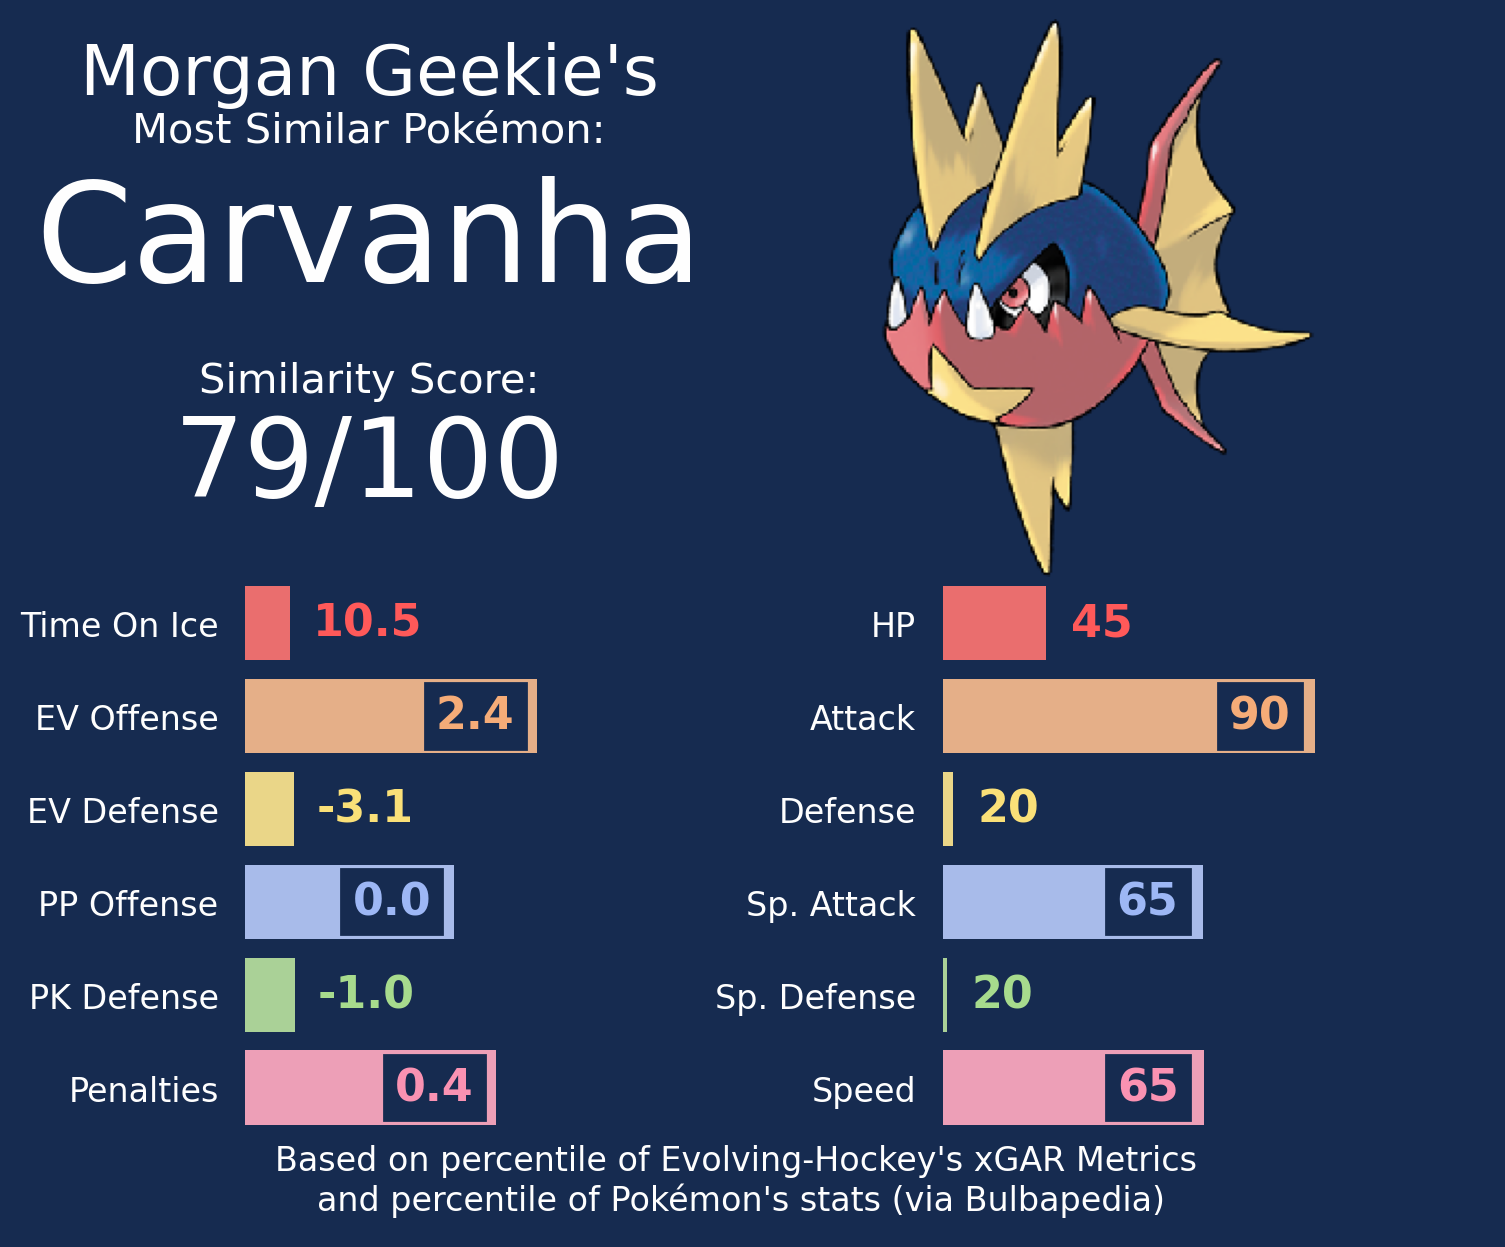 Morgan Geekie's
Most Similar Pokémon:
Carvanha
Similarity Score:
79/100
Time On Ice 10.5
EV Offense 2.4
EV Defense -3.1
PP Offense 0.0
PK Defense -1.0
Penalties 0.4
HP 45
Attack 90
Defense 20
Sp. Attack 65
Sp. Defense 20
Speed 65
Based on percentile of Evolving-Hockey's xGAR Metrics
and percentile of Pokémon's stats (via Bulbapedia)